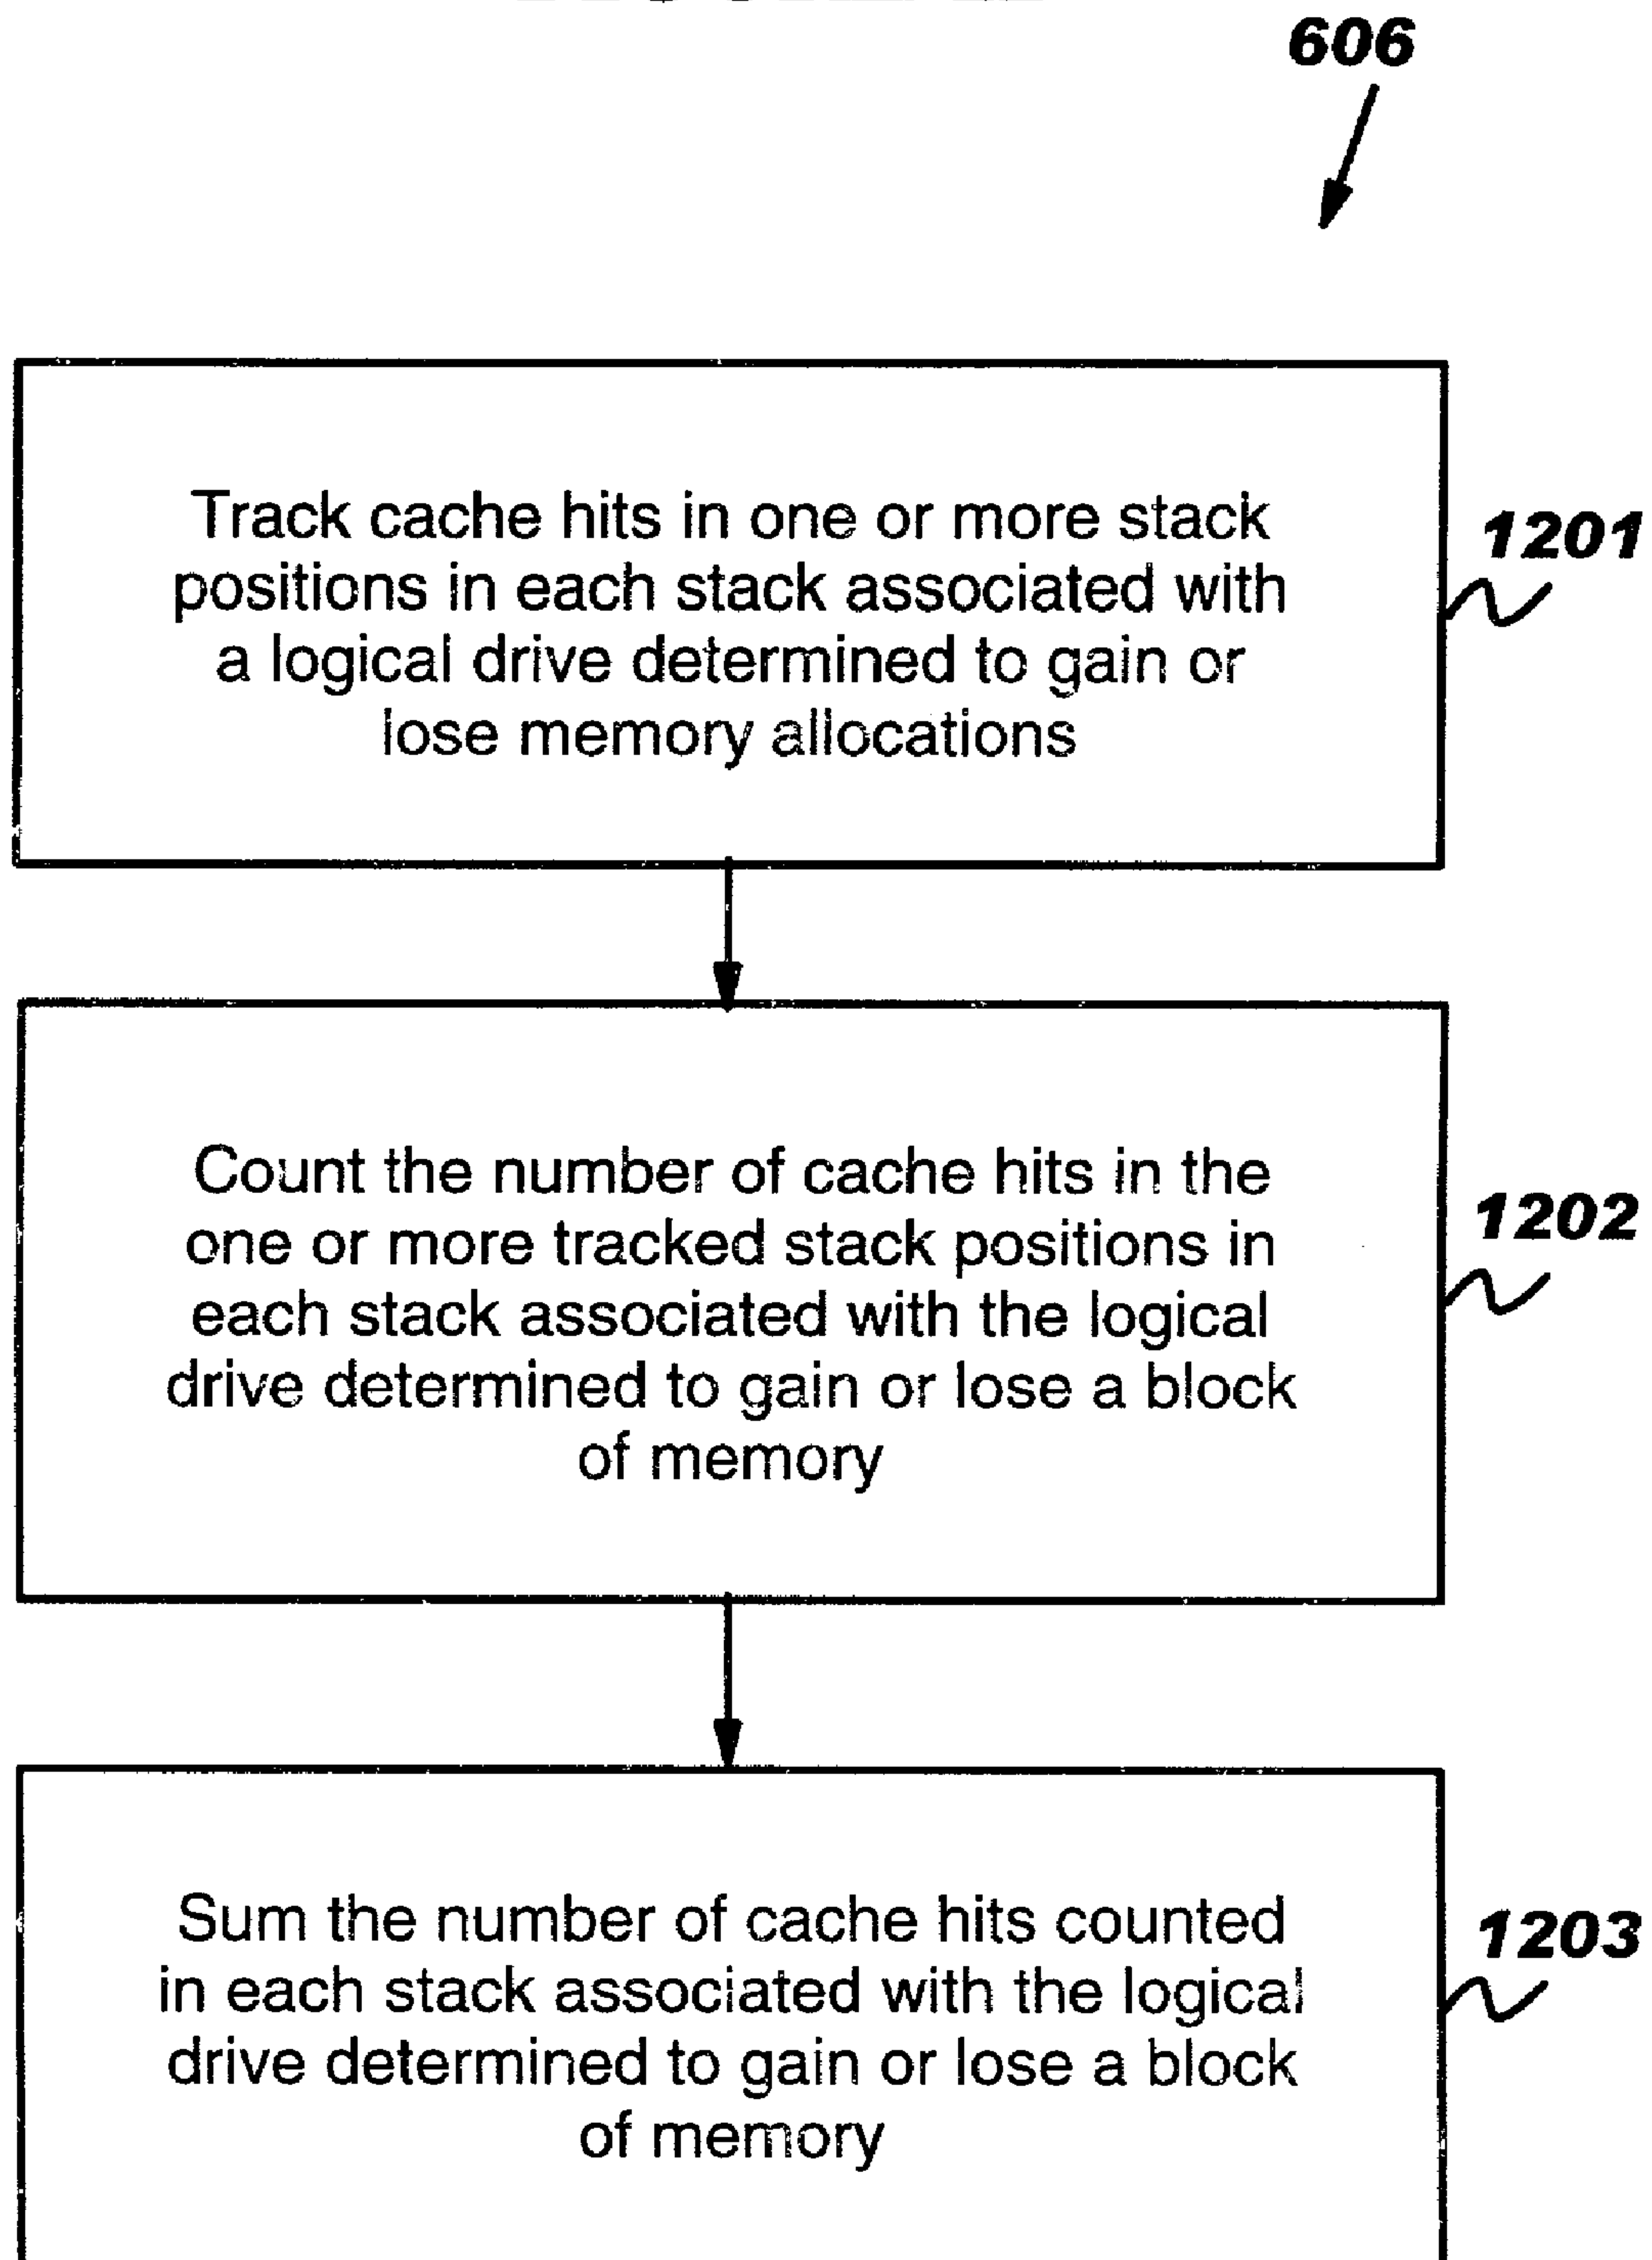 606
Track cache hits in one or more stack
positions in each stack associated with
a logical drive determined to gain or
lose memory allocations
1201
Count the number of cache hits in the
one or more tracked stack positions in
each stack associated with the logical
drive determined to gain or lose a block
of memory
1202
Sum the number of cache hits counted
in each stack associated with the logical
drive determined to gain or lose a block
of memory
1203